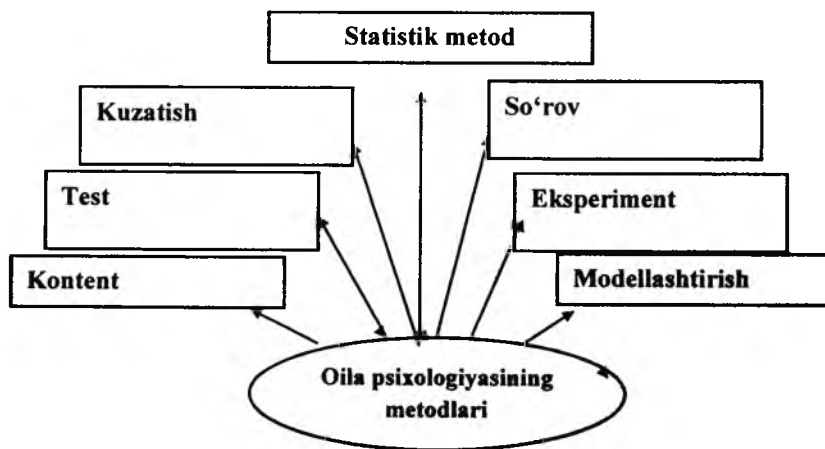 Statistik metod
Kuzatish
So‘rov
Test
Eksperiment
Kontent
Modellashtirish
Oila psixologiyasining
metodlari